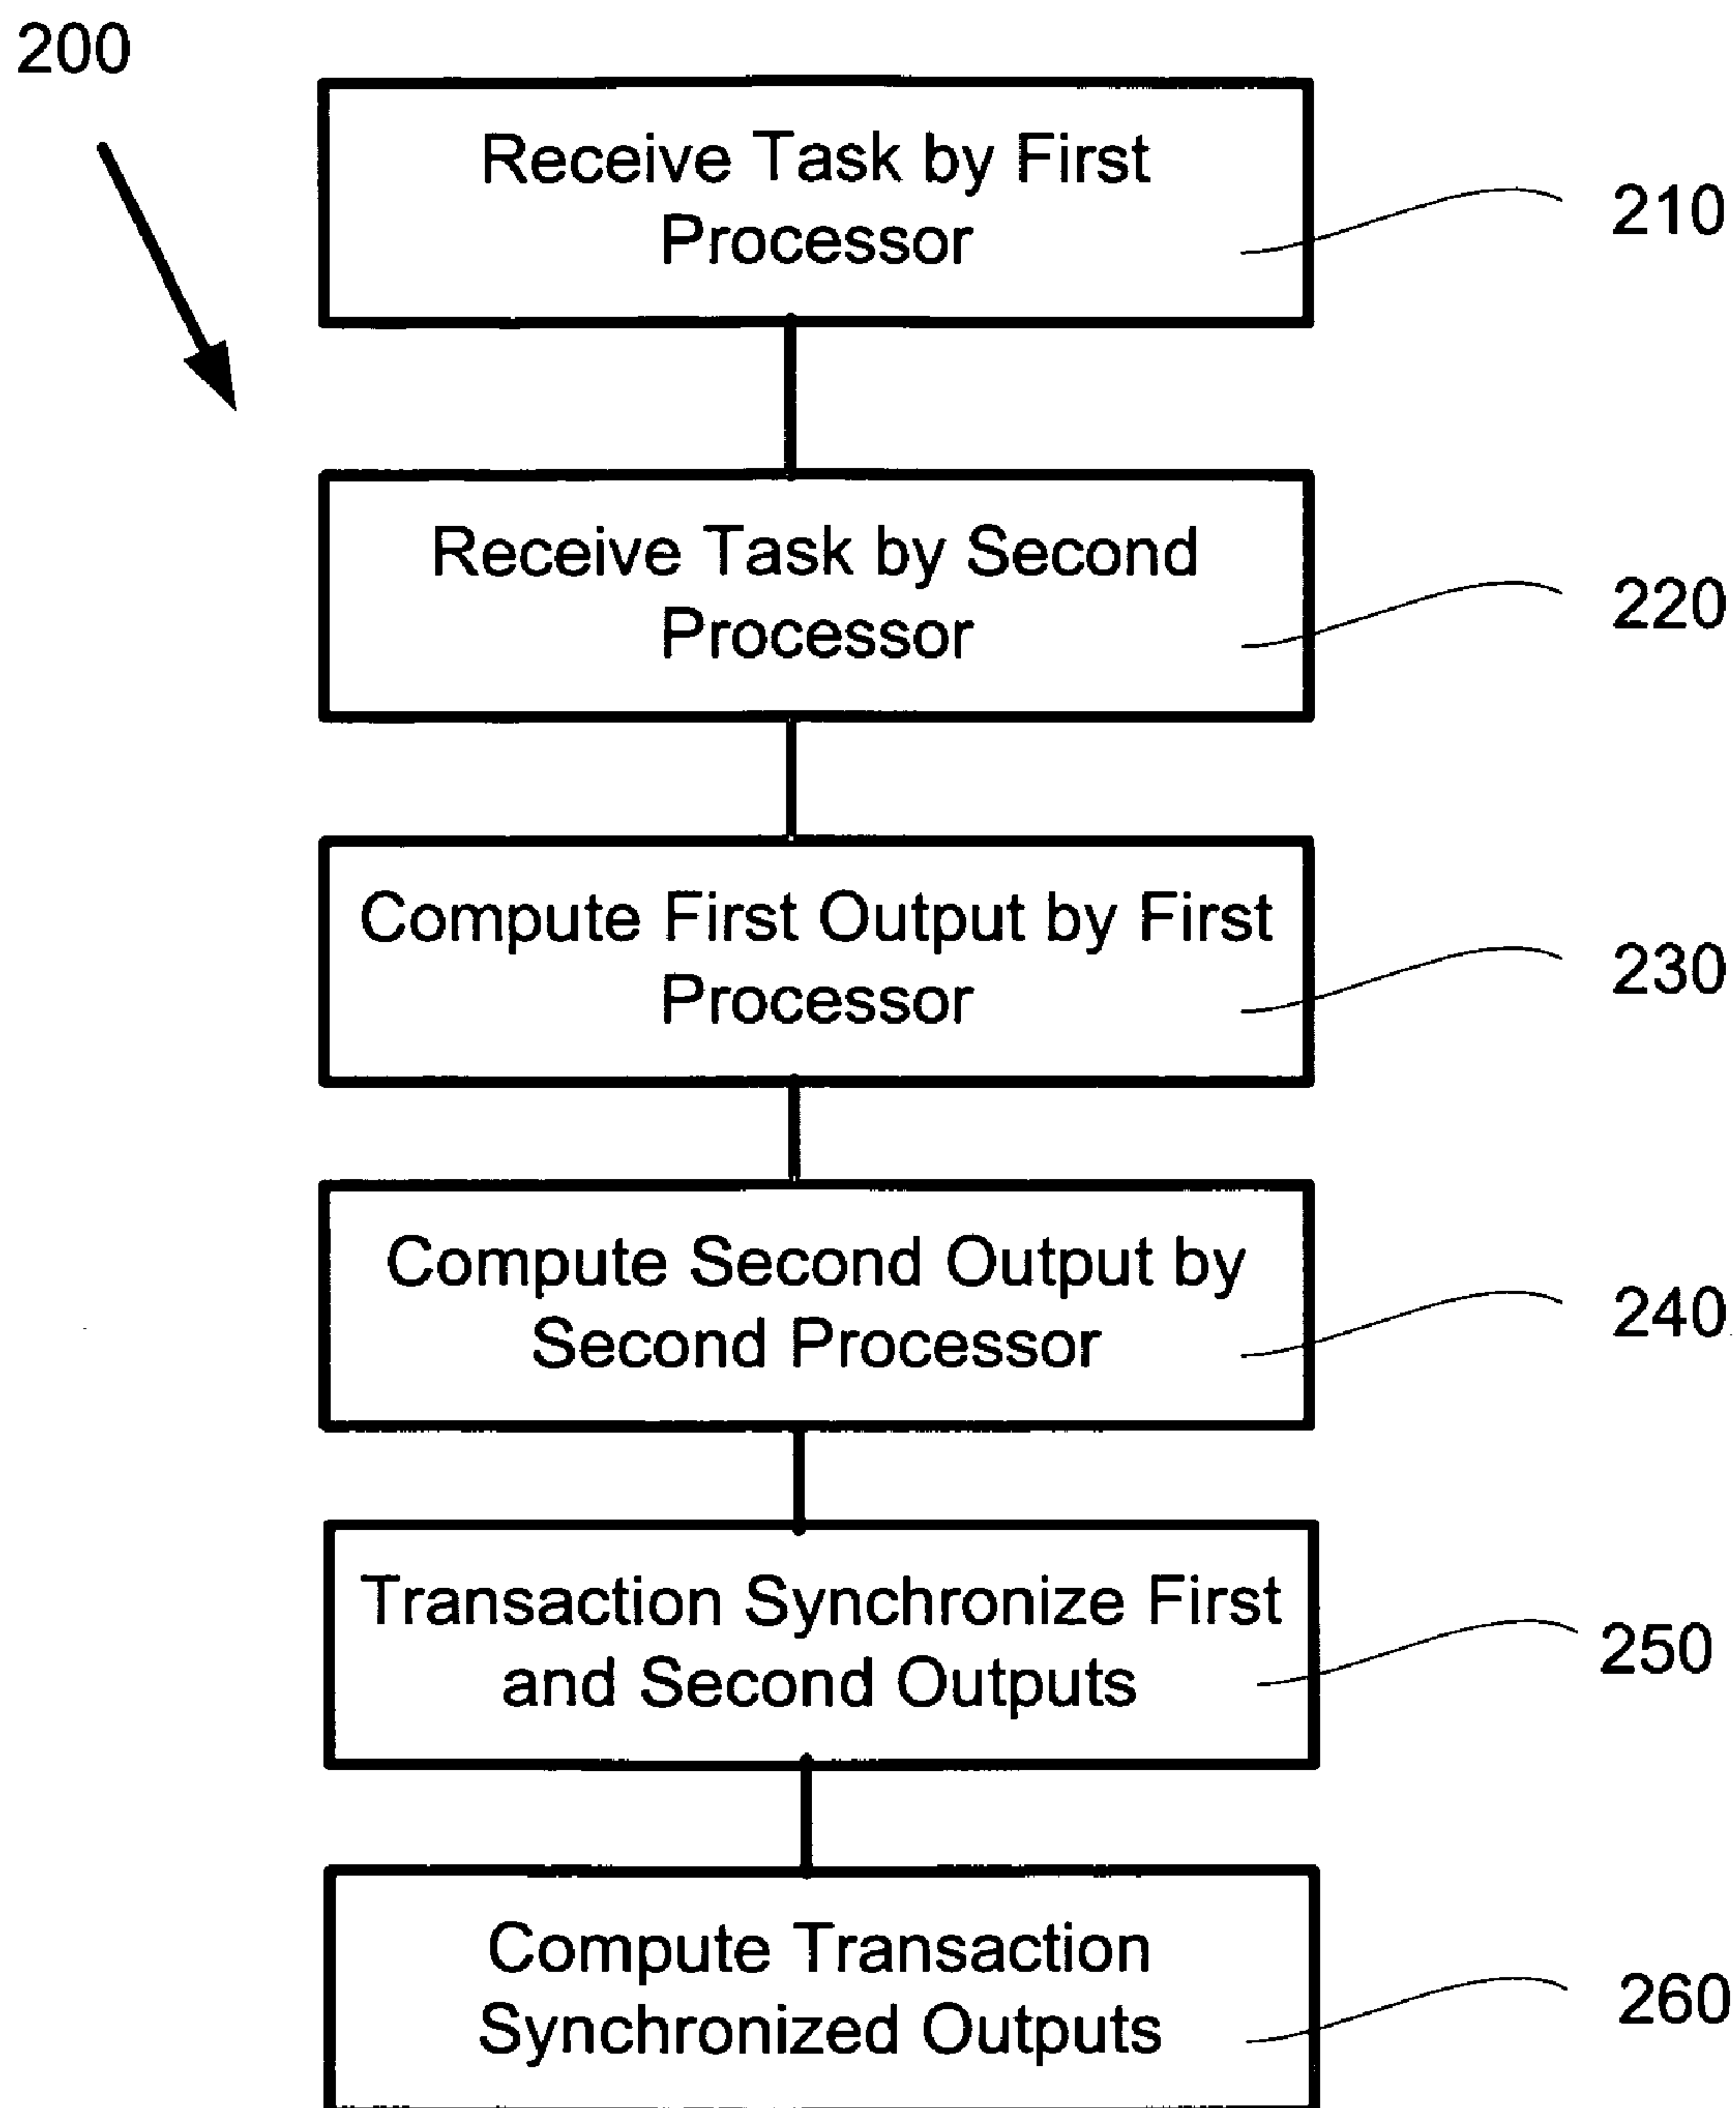 200
Receive Task by First
Processor
210
Receive Task by Second
Processor
220
Compute First Output by First
Processor
230
Compute Second Output by
Second Processor
240
Transaction Synchronize First
and Second Outputs
250
Compute Transaction
Synchronized Outputs
260